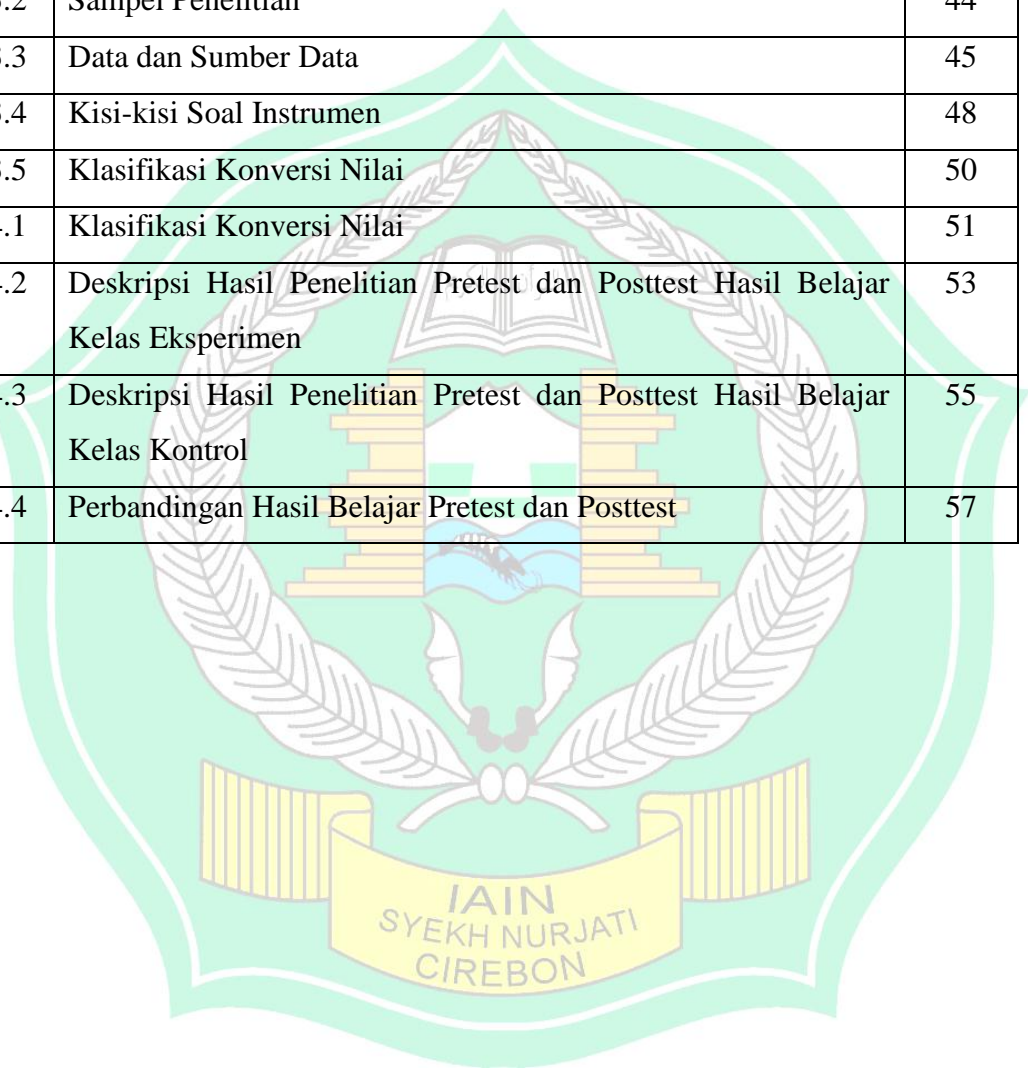 .2 Sampel Penelitian 44
.3 Data dan Sumber Data 45
.4 Kisi-kisi Soal Instrumen 48
.5 Klasifikasi Konversi Nilai 50
.1 Klasifikasi Konversi Nilai 51
.2 Deskripsi Hasil Penelitian Pretest dan Posttest Hasil Belajar 53
Kelas Eksperimen
.3 Deskripsi Hasil Penelitian Pretest dan Posttest Hasil Belajar 55
Kelas Kontrol
.4 Perbandingan Hasil Belajar Pretest dan Posttest 57
IAIN
SYEKH NURJATI
CIREBON